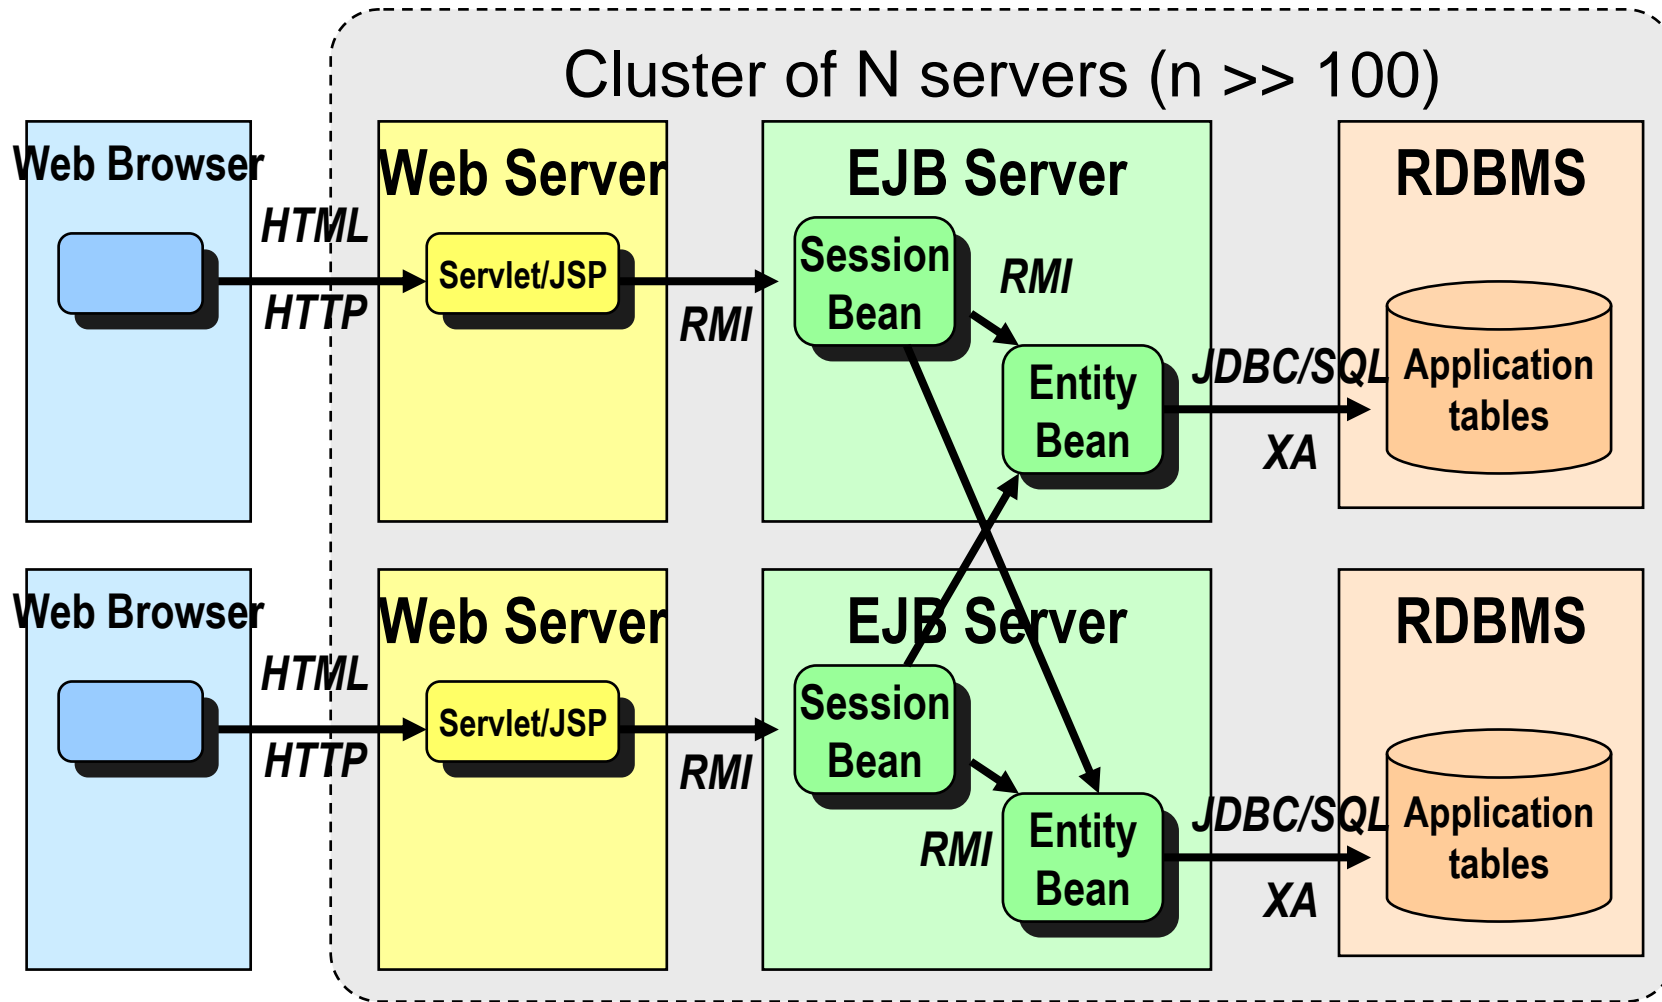 Cluster of N servers (n >> 100)
Web Browser
HTML
HTTP
Web Server
Servlet/JSP
RMI
EJB Server
Session
Bean
RMI
Entity
Bean
JDBC/SQL
XA
RDBMS
Application
tables
Web Browser
HTML
HTTP
Web Server
Servlet/JSP
RMI
EJB Server
Session
Bean
RMI
Entity
Bean
JDBC/SQL
XA
RDBMS
Application
tables